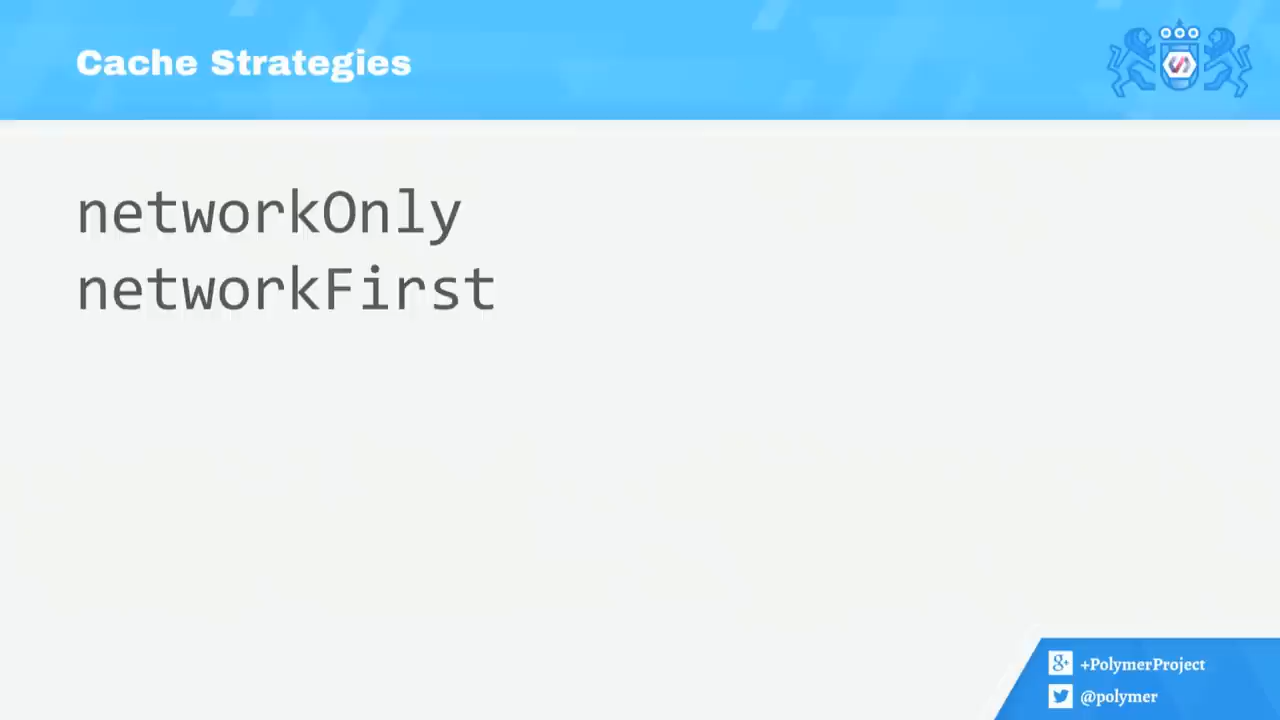 Cache Strategies
networkOnly
networkFirst
+PolymerProject
@polymer